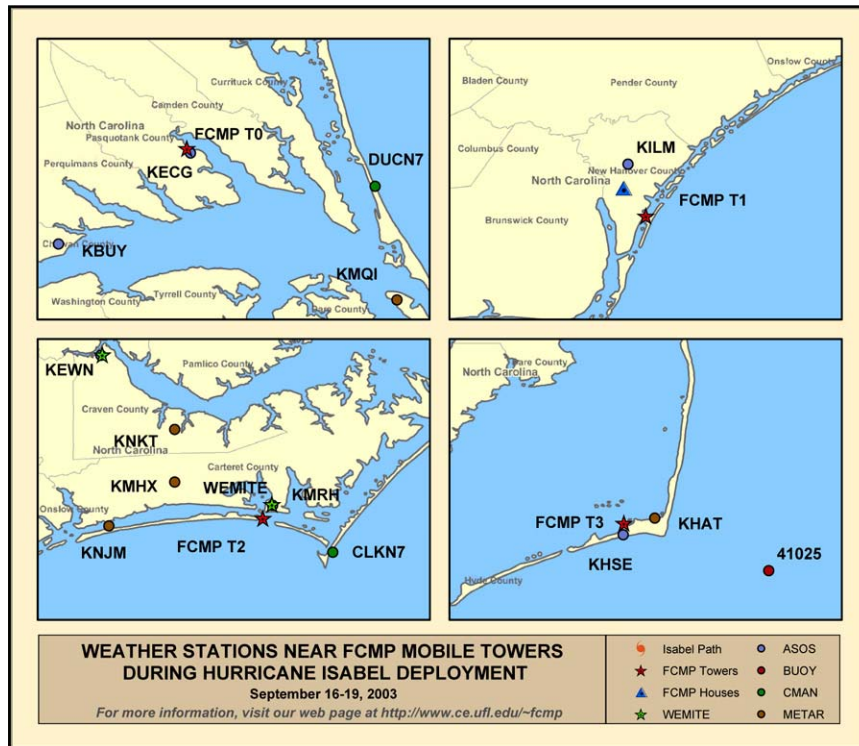 Currituck County
Camden County
North Carolina
FCMP T0
Pasquotank County
Perquimans County
KECG
DUCN7
Chowan County
KBUY
KMQI
Tyrrell County
Washington County
Dare County
Onslow County
Bladen County
Pender County
Columbus County
KILM
New Hanover County
North Carolina
FCMP T1
Brunswick County
KEWN
Pamlico County
Craven County
KNKT
North Carolina
Carteret County
KMHX
WEMITE
KMRH
Onslow County
KNJM
FCMP T2
CLKN7
Dare County
North Carolina
FCMP T3
KHAT
KHSE
41025
Hyde County
WEATHER STATIONS NEAR FCMP MOBILE TOWERS
DURING HURRICANE ISABEL DEPLOYMENT
September 16-19, 2003
For more information, visit our web page at http://www.ce.ufl.edu/~fcmp
Isabel Path
ASOS
FCMP Towers
BUOY
FCMP Houses
CMAN
WEMITE
METAR